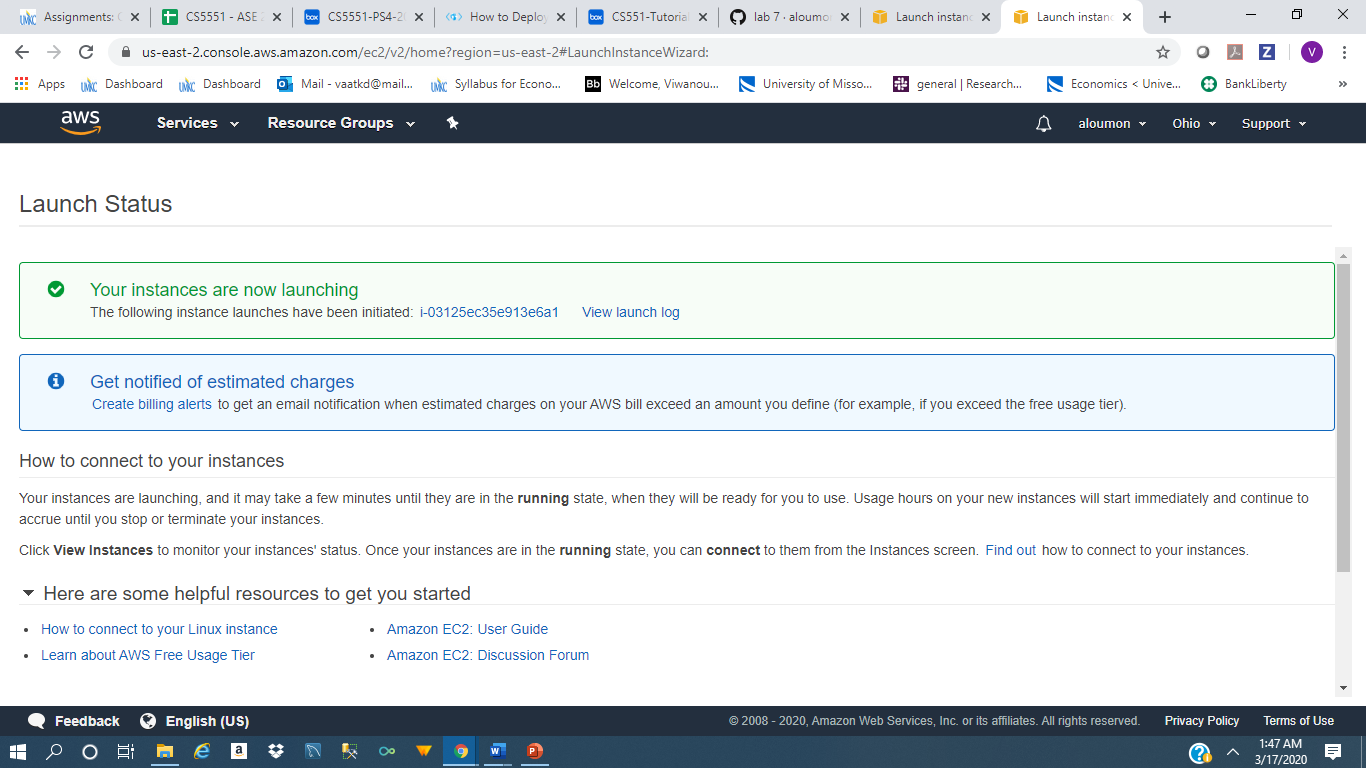 Assignments: C
CS5551 - ASE 2
CS5551-PS4-2
How to Deploy
CS551-Tutorial
lab 7 · aloumo
Launch instanc
Launch instanc
us-east-2.console.aws.amazon.com/ec2/v2/home?region=us-east-2#LaunchInstanceWizard:
V
Apps
UMKC Dashboard
UMKC Dashboard
Mail - vaatkd@mail...
UMKC Syllabus for Econo...
Bb Welcome, Viwanou...
University of Misso...
general | Research...
Economics < Unive...
BankLiberty
»
aws
Services
Resource Groups
aloumon
Ohio
Support
Launch Status
Your instances are now launching
The following instance launches have been initiated: i-03125ec35e913e6a1 View launch log
Get notified of estimated charges
Create billing alerts to get an email notification when estimated charges on your AWS bill exceed an amount you define (for example, if you exceed the free usage tier).
How to connect to your instances
Your instances are launching, and it may take a few minutes until they are in the running state, when they will be ready for you to use. Usage hours on your new instances will start immediately and continue to
accrue until you stop or terminate your instances.
Click View Instances to monitor your instances' status. Once your instances are in the running state, you can connect to them from the Instances screen. Find out how to connect to your instances.
Here are some helpful resources to get you started
• How to connect to your Linux instance
• Amazon EC2: User Guide
• Learn about AWS Free Usage Tier
• Amazon EC2: Discussion Forum
Feedback
English (US)
© 2008 - 2020, Amazon Web Services, Inc. or its affiliates. All rights reserved.
Privacy Policy
Terms of Use
1:47 AM
3/17/2020